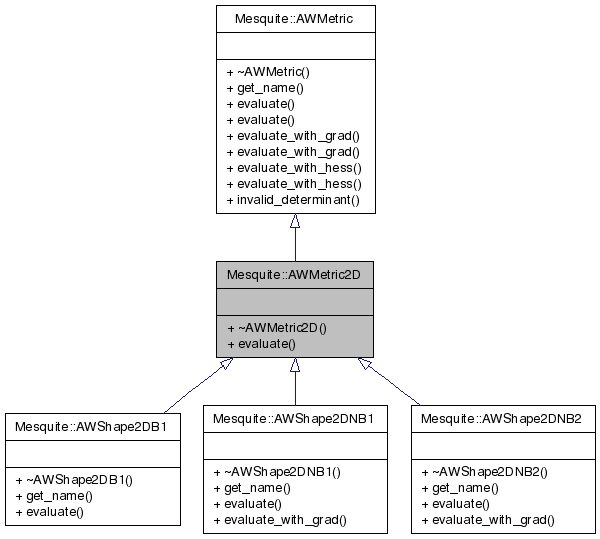 Mesquite::AWMetric
+ ~AWMetric()
+ get_name()
+ evaluate()
+ evaluate()
+ evaluate_with_grad()
+ evaluate_with_grad()
+ evaluate_with_hess()
+ evaluate_with_hess()
+ invalid_determinant()
Mesquite::AWMetric2D
+ ~AWMetric2D()
+ evaluate()
Mesquite::AWShape2DB1
+ ~AWShape2DB1()
+ get_name()
+ evaluate()
Mesquite::AWShape2DNB1
+ ~AWShape2DNB1()
+ get_name()
+ evaluate()
+ evaluate_with_grad()
Mesquite::AWShape2DNB2
+ ~AWShape2DNB2()
+ get_name()
+ evaluate()
+ evaluate_with_grad()